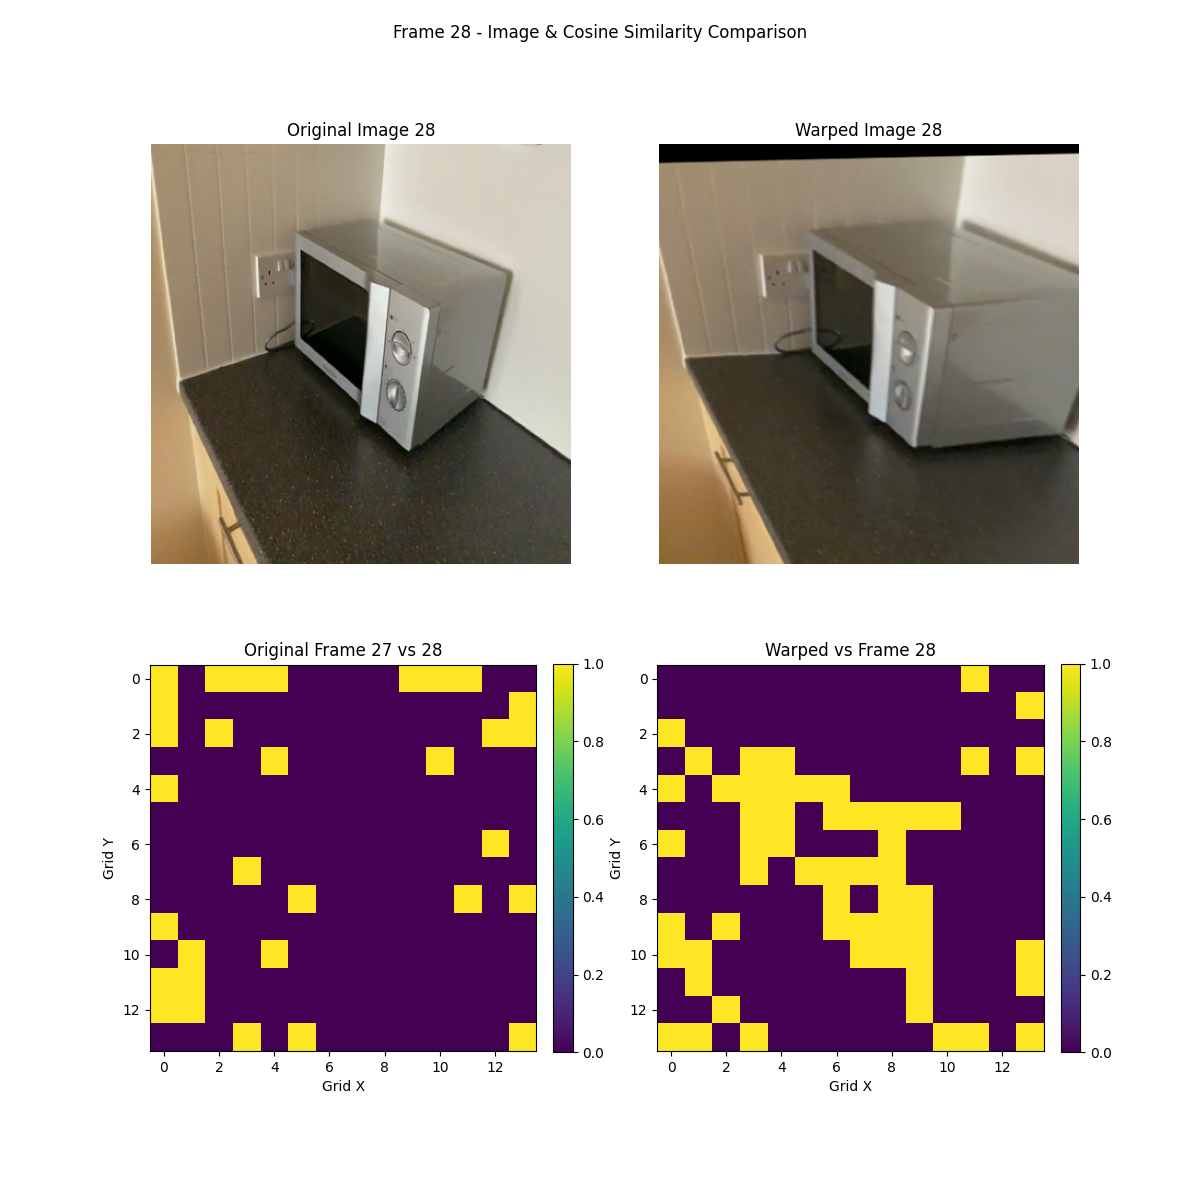 Frame 28 - Image & Cosine Similarity Comparison
Original Image 28
Warped Image 28
Original Frame 27 vs 28
Warped vs Frame 28
0
2
4
6
8
10
12
Grid Y
0 2 4 6 8 10 12
Grid X
1.0
0.8
0.6
0.4
0.2
0.0
0
2
4
6
8
10
12
Grid Y
0 2 4 6 8 10 12
Grid X
1.0
0.8
0.6
0.4
0.2
0.0